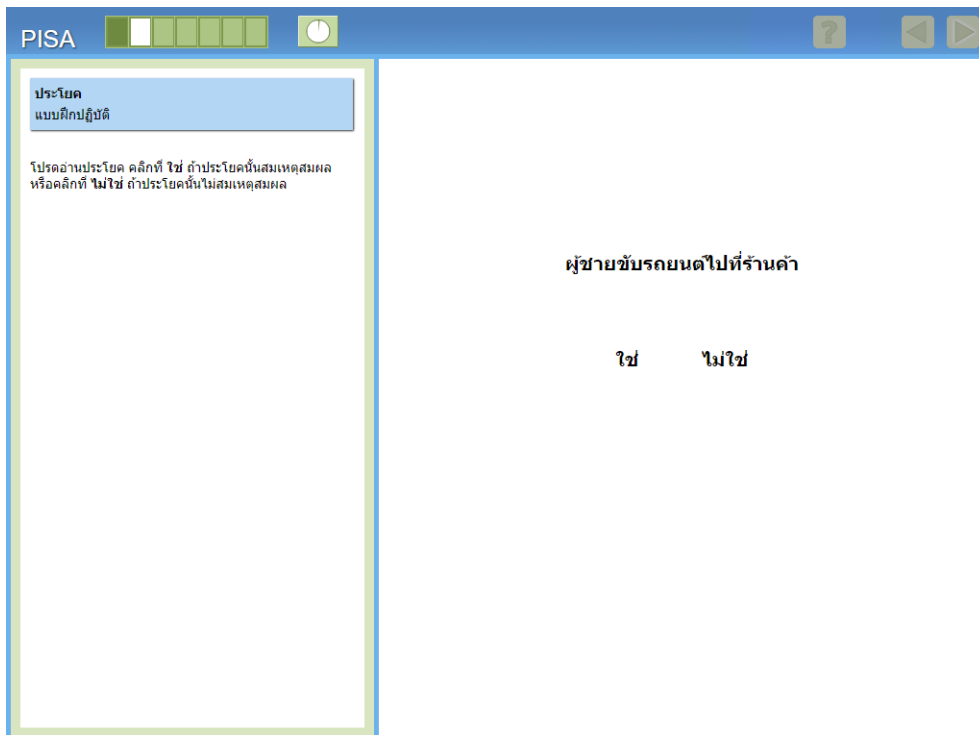 PISA
?
ประโยค
แบบฝึกปฏิบัติ
โปรดอ่านประโยค คลิกที่ ใช่ ถ้าประโยคนั้นสมเหตุสมผล
หรือคลิกที่ ไม่ใช่ ถ้าประโยคนั้นไม่สมเหตุสมผล
ผู้ชายขับรถยนต์ไปที่ร้านค้า
ใช่ ไม่ใช่